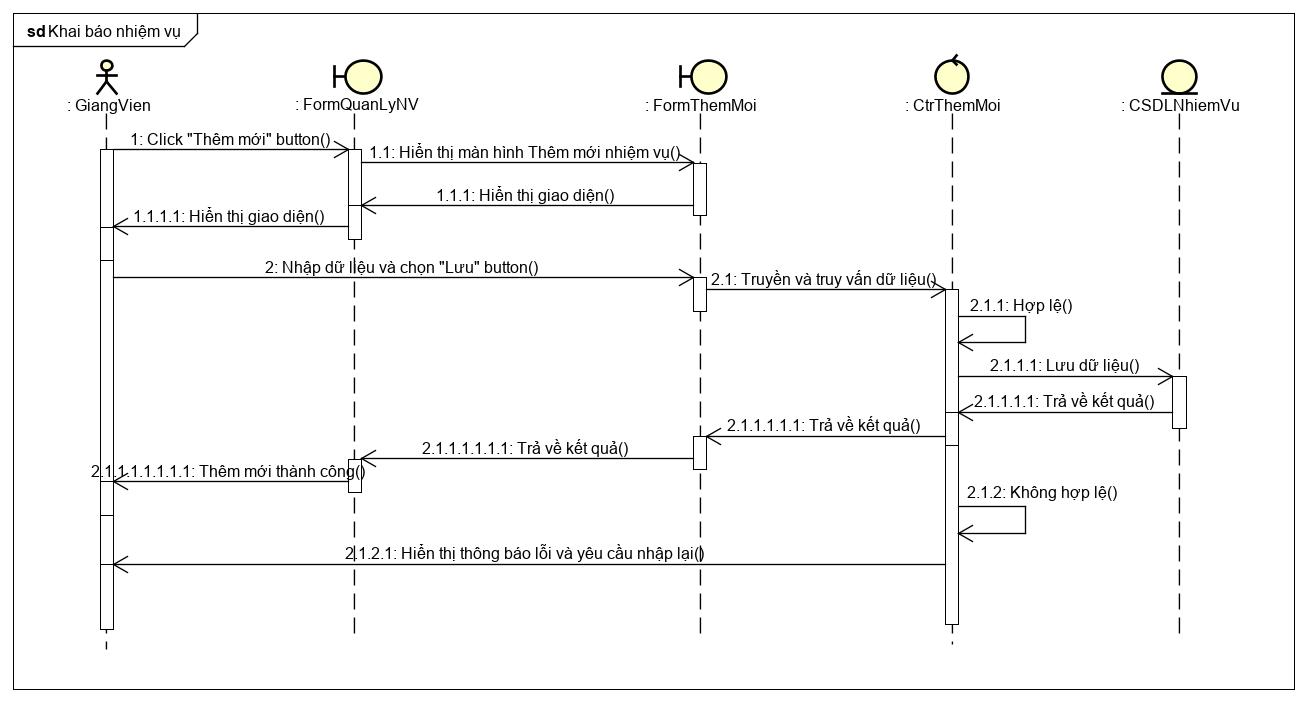 sd Khai báo nhiệm vụ
: GiangVien
: FormQuanLyNV
: FormThemMoi
: CtrThemMoi
: CSDLNhiemVu
1: Click "Thêm mới" button()
1.1: Hiển thị màn hình Thêm mới nhiệm vụ()
1.1.1: Hiển thị giao diện()
1.1.1.1: Hiển thị giao diện()
2: Nhập dữ liệu và chọn "Lưu" button()
2.1: Truyền và truy vấn dữ liệu()
2.1.1: Hợp lệ()
2.1.1.1: Lưu dữ liệu()
2.1.1.1.1: Trả về kết quả()
2.1.1.1.1.1: Trả về kết quả()
2.1.1.1.1.1.1: Trả về kết quả()
2.1.1.1.1.1.1.1: Thêm mới thành công()
2.1.2: Không hợp lệ()
2.1.2.1: Hiển thị thông báo lỗi và yêu cầu nhập lại()